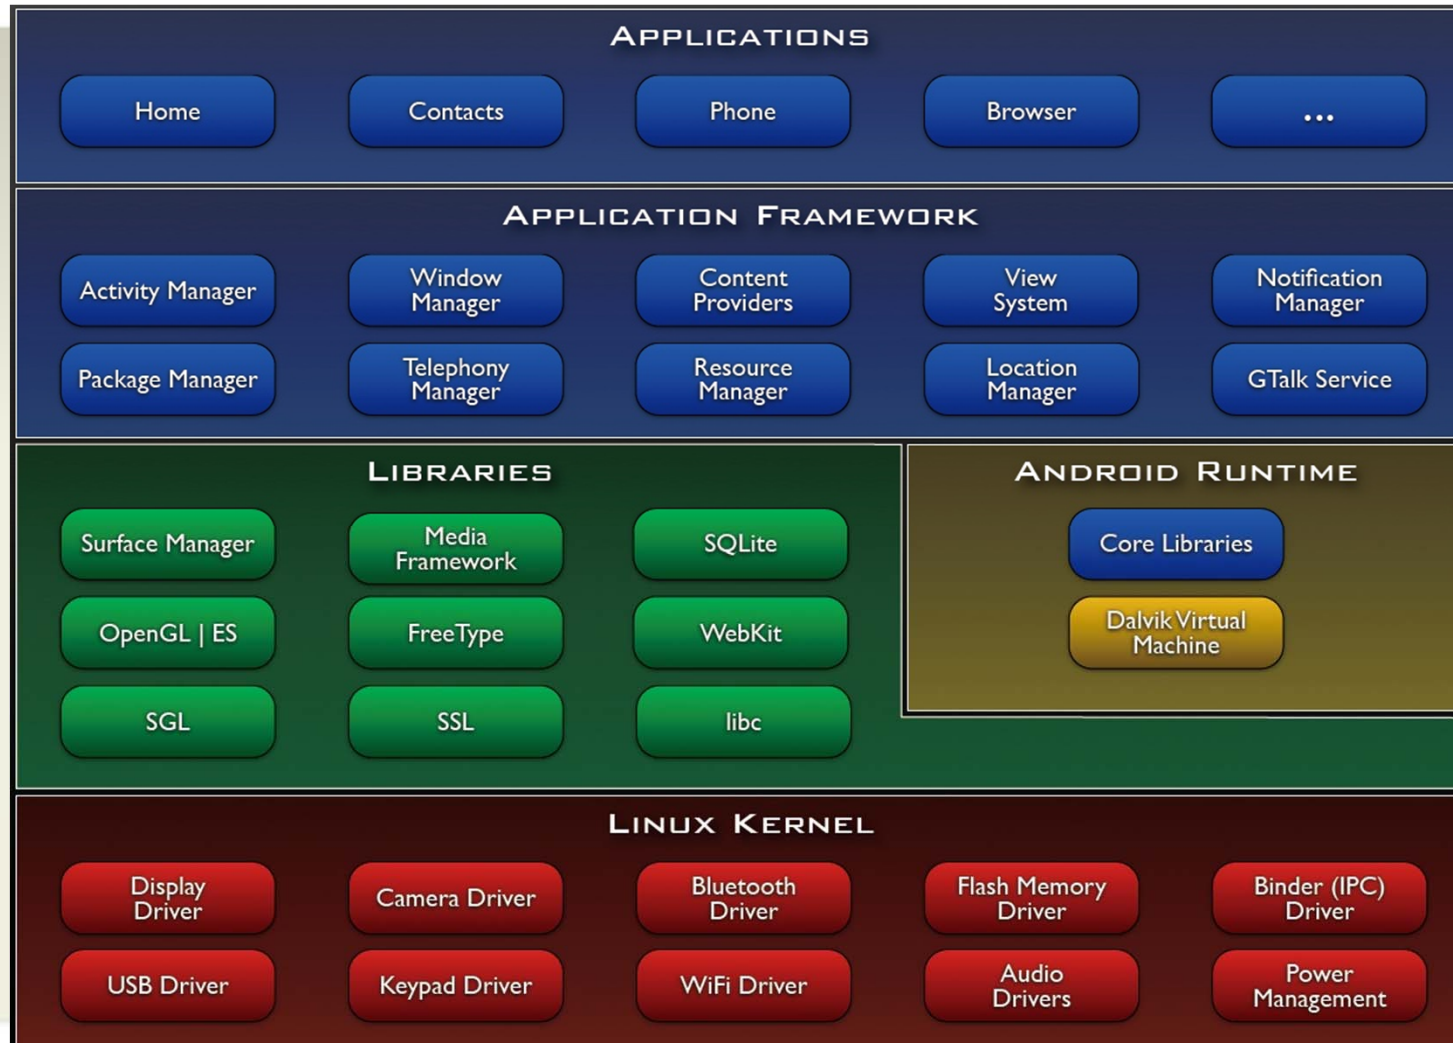 APPLICATIONS
Home
Contacts
Phone
Browser
...
APPLICATION FRAMEWORK
Activity Manager
Window
Manager
Content
Providers
View
System
Notification
Manager
Package Manager
Telephony
Manager
Resource
Manager
Location
Manager
GTalk Service
LIBRARIES
Surface Manager
Media
Framework
SQLite
OpenGL | ES
FreeType
WebKit
SGL
SSL
libc
ANDROID RUNTIME
Core Libraries
Dalvik Virtual
Machine
LINUX KERNEL
Display
Driver
Camera Driver
Bluetooth
Driver
Flash Memory
Driver
Binder (IPC)
Driver
USB Driver
Keypad Driver
WiFi Driver
Audio
Drivers
Power
Management